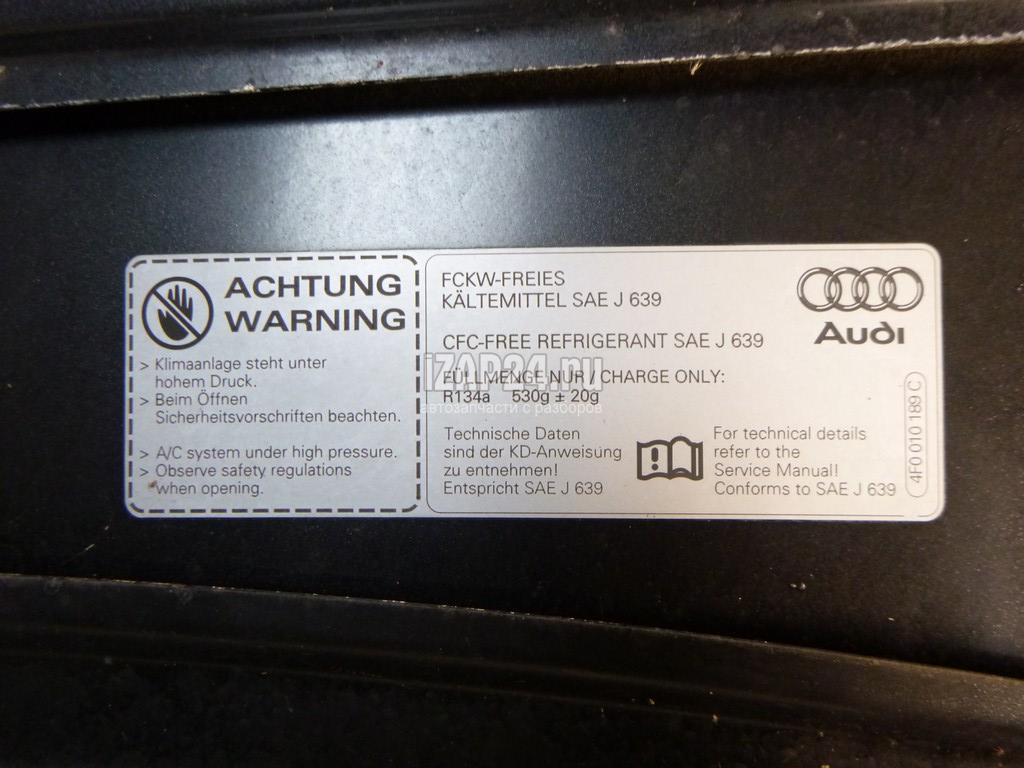 ACHTUNG
WARNING
> Klimaanlage steht unter
hohem Druck.
> Beim Öffnen
Sicherheitsvorschriften beachten.
> A/C system under high pressure.
> Observe safety regulations
when opening.
FCKW-FREIES
KÄLTEMITTEL SAE J 639
CFC-FREE REFRIGERANT SAE J 639
FÜLLMENGE NUR / CHARGE ONLY:
R134a 530g ± 20g
Technische Daten
sind der KD-Anweisung
zu entnehmen!
Entspricht SAE J 639
For technical details
refer to the
Service Manual!
Conforms to SAE J 639
Audi
4F0 010 189 C
iZAP24.ru
автозапчасти с разборов